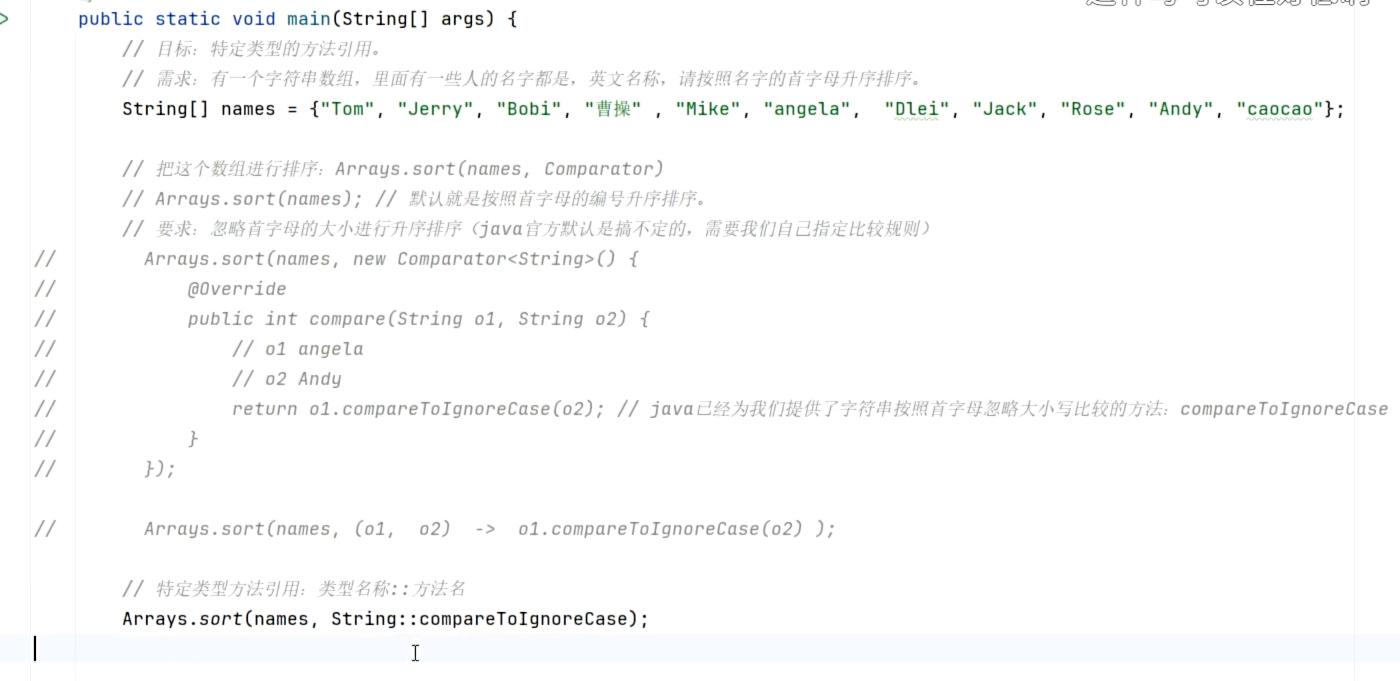 public static void main(String[] args) {
// 目标：特定类型的方法引用。
// 需求：有一个字符串数组，里面有一些人的名字都是，英文名称，请按照名字的首字母升序排序。
String[] names = {"Tom", "Jerry", "Bobi", "曹操" , "Mike", "angela",  "Dlei", "Jack", "Rose", "Andy", "caocao"};
// 把这个数组进行排序：Arrays.sort(names, Comparator)
// Arrays.sort(names); // 默认就是按照首字母的编号升序排序。
// 要求：忽略首字母的大小进行升序排序（java官方默认是搞不定的，需要我们自己指定比较规则）
//        Arrays.sort(names, new Comparator<String>() {
//            @Override
//            public int compare(String o1, String o2) {
//                // o1 angela
//                // o2 Andy
//                return o1.compareToIgnoreCase(o2); // java已经为我们提供了字符串按照首字母忽略大小写比较的方法：compareToIgnoreCase
//            }
//        });
//        Arrays.sort(names, (o1,  o2)  ->  o1.compareToIgnoreCase(o2) );
// 特定类型方法引用：类型名称::方法名
Arrays.sort(names, String::compareToIgnoreCase);